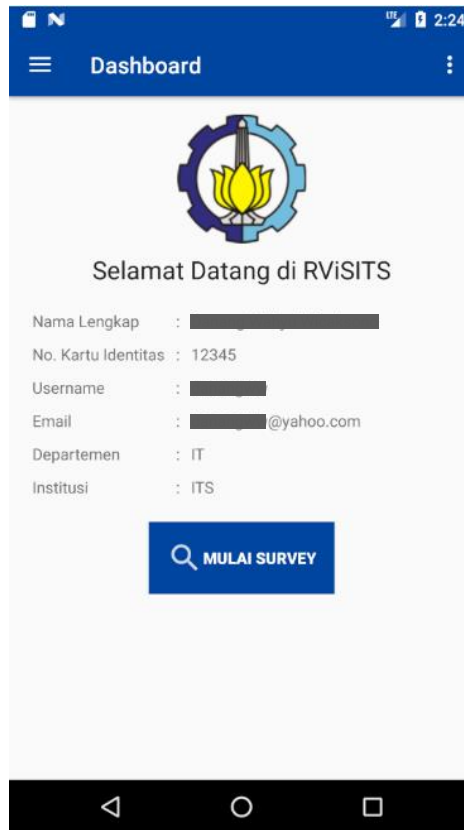 LTE 2:24
Dashboard
Selamat Datang di RViSITS
Nama Lengkap :
No. Kartu Identitas : 12345
Username :
Email : @yahoo.com
Departemen : IT
Institusi : ITS
MULAI SURVEY